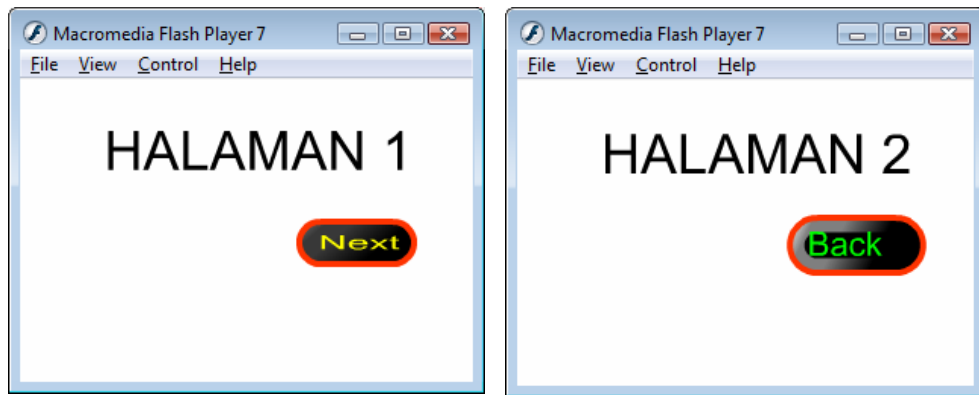 Macromedia Flash Player 7
File View Control Help
HALAMAN 1
Next
Macromedia Flash Player 7
File View Control Help
HALAMAN 2
Back